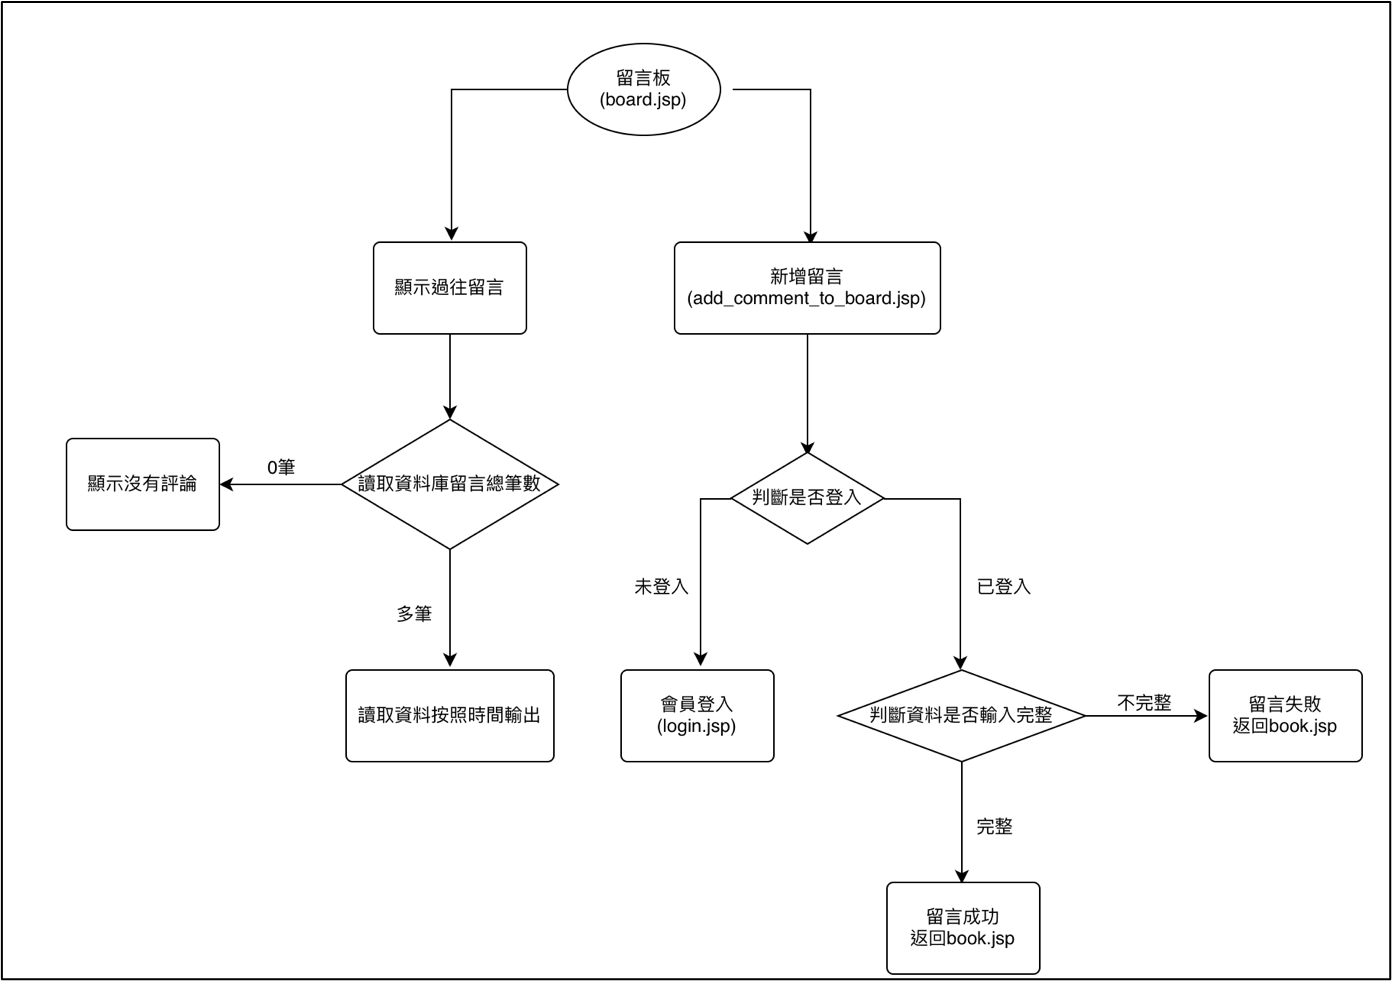 留言板
(board.jsp)
顯示過往留言
新增留言
(add_comment_to_board.jsp)
顯示沒有評論
0筆
讀取資料庫留言總筆數
判斷是否登入
多筆
未登入
已登入
讀取資料按照時間輸出
會員登入
(login.jsp)
判斷資料是否輸入完整
不完整
留言失敗
返回book.jsp
完整
留言成功
返回book.jsp